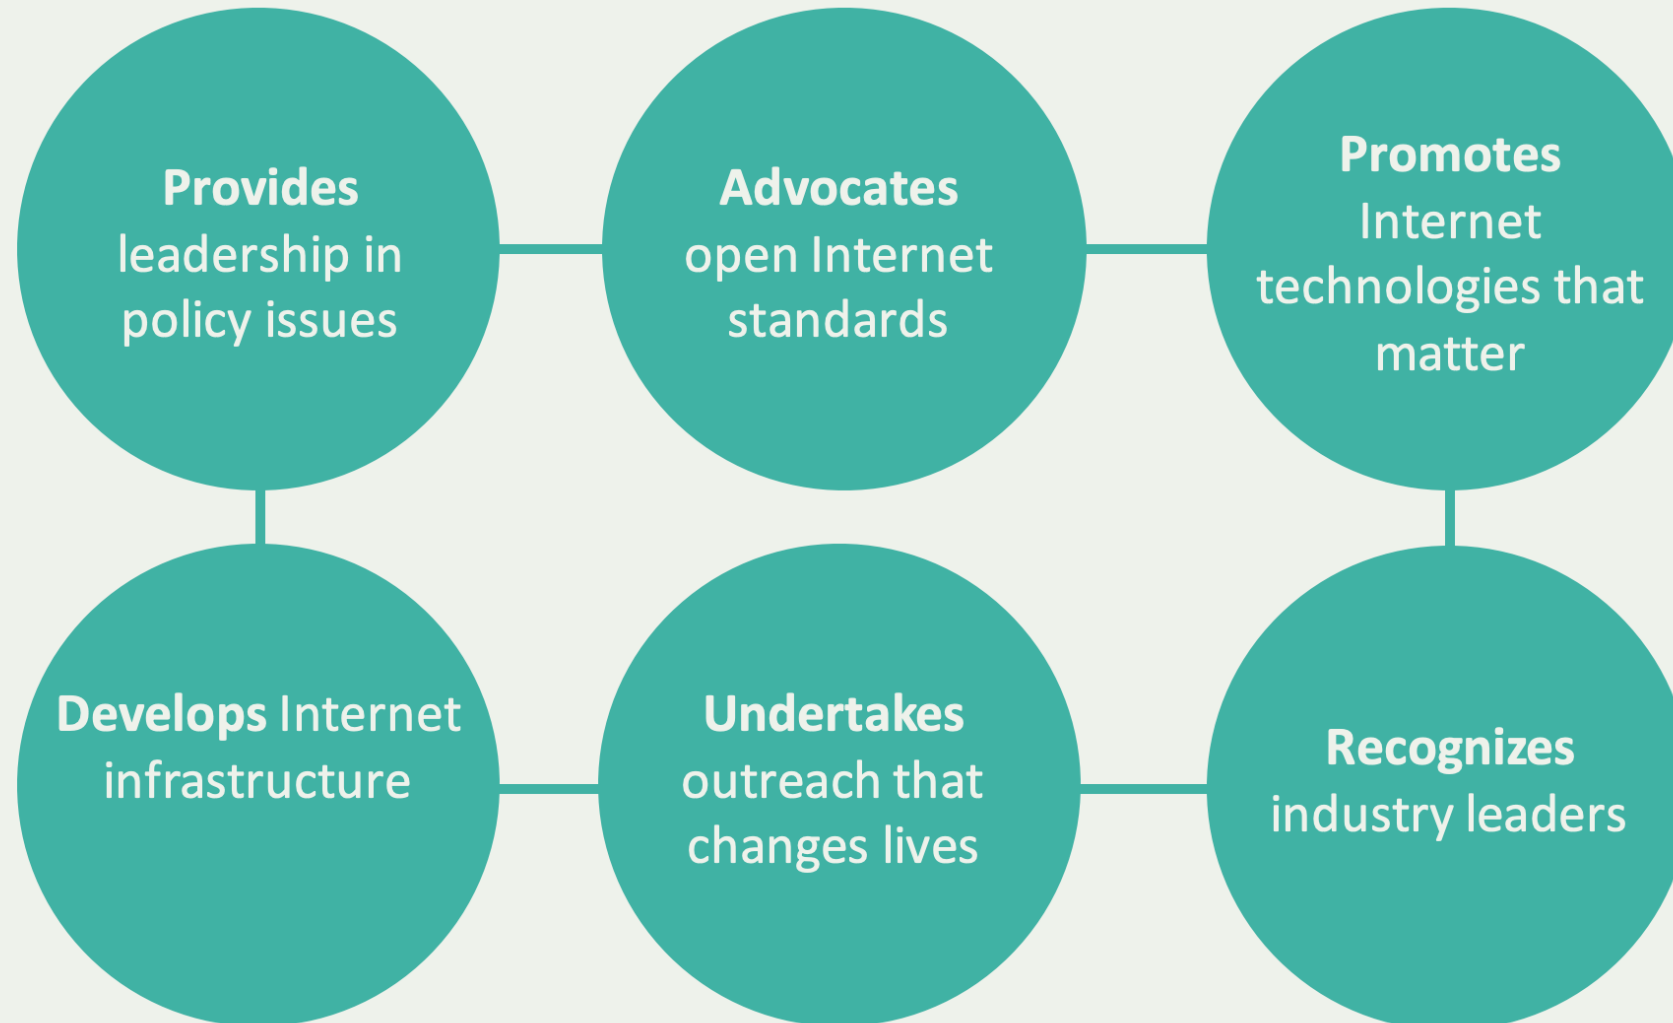 Provides
leadership in
policy issues
Advocates
open Internet
standards
Promotes
Internet
technologies that
matter
Develops Internet
infrastructure
Undertakes
outreach that
changes lives
Recognizes
industry leaders